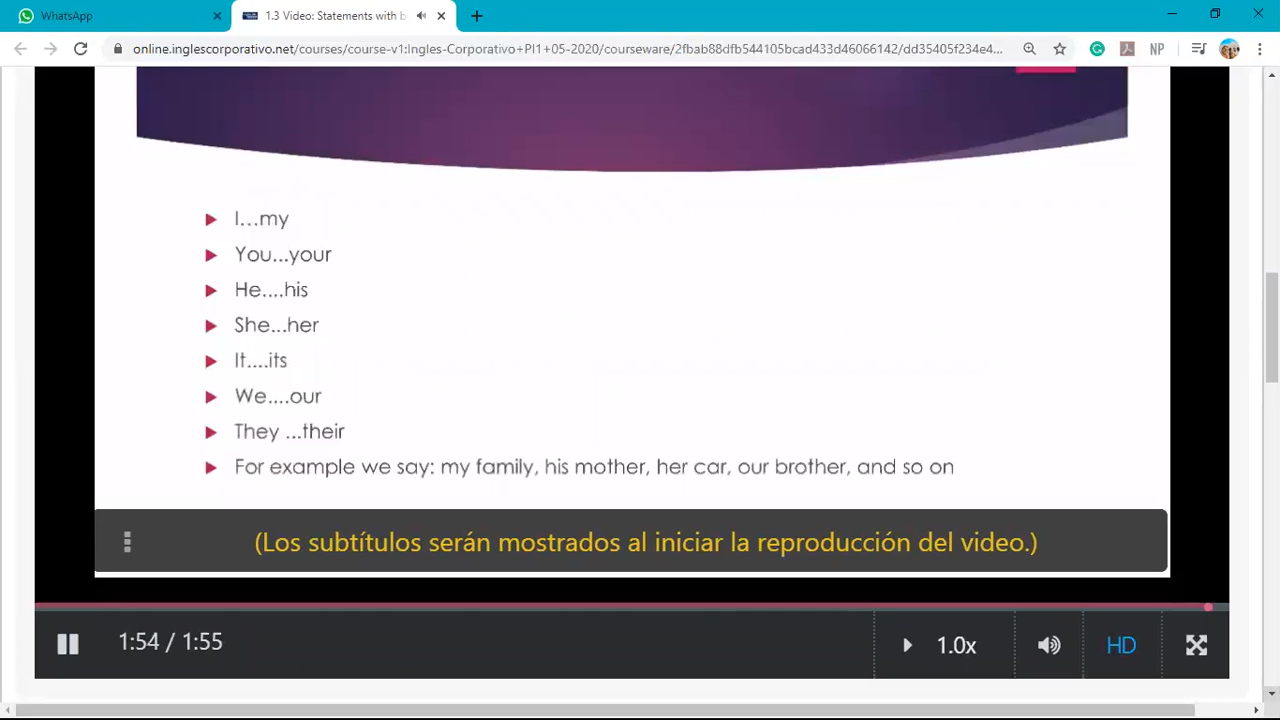 WhatsApp
1.3 Video: Statements with b
online.inglescorporativo.net/courses/course-v1:Ingles-Corporativo+PI1+05-2020/courseware/2fbab88dfb544105bcad433d46066142/dd35405f234e4...
NP
I...my
You...your
He....his
She...her
It....its
We....our
They ...their
For example we say: my family, his mother, her car, our brother, and so on
(Los subtítulos serán mostrados al iniciar la reproducción del video.)
1:54 / 1:55
1.0x
HD